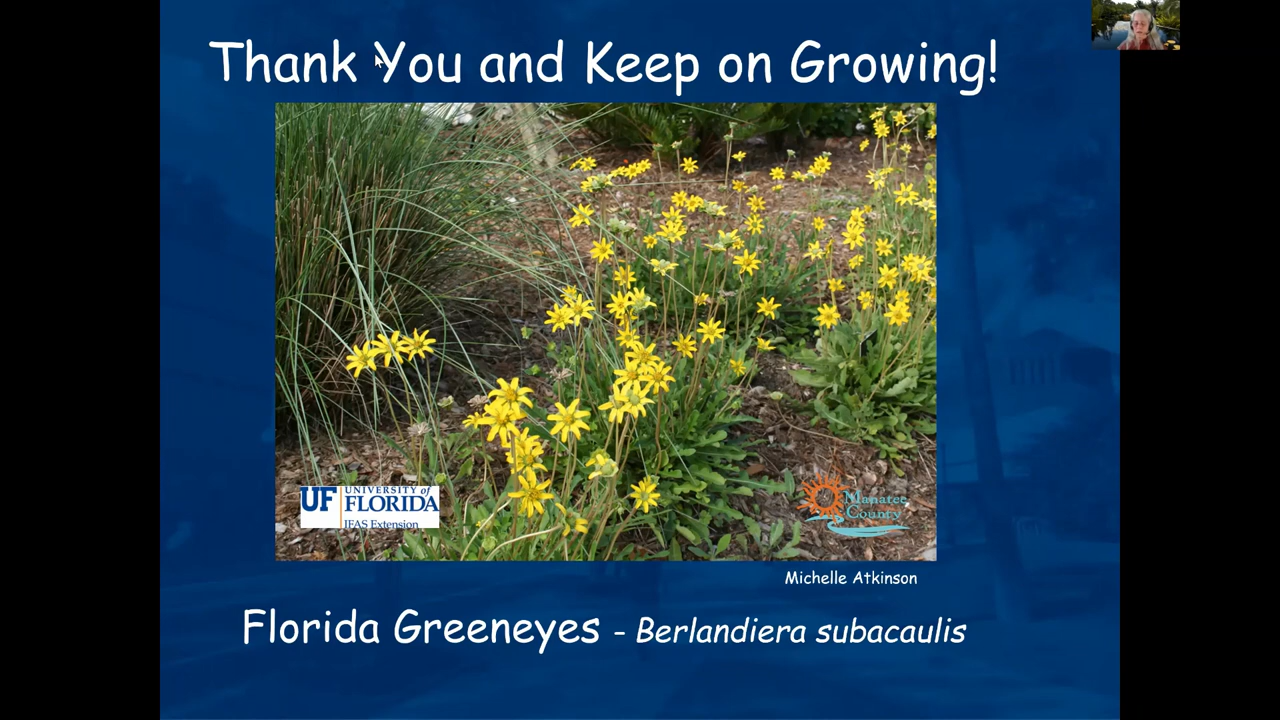 Thank You and Keep on Growing!
UF UNIVERSITY of
FLORIDA
IFAS Extension
Manatee
County
Michelle Atkinson
Florida Greeneyes - Berlandiera subacaulis